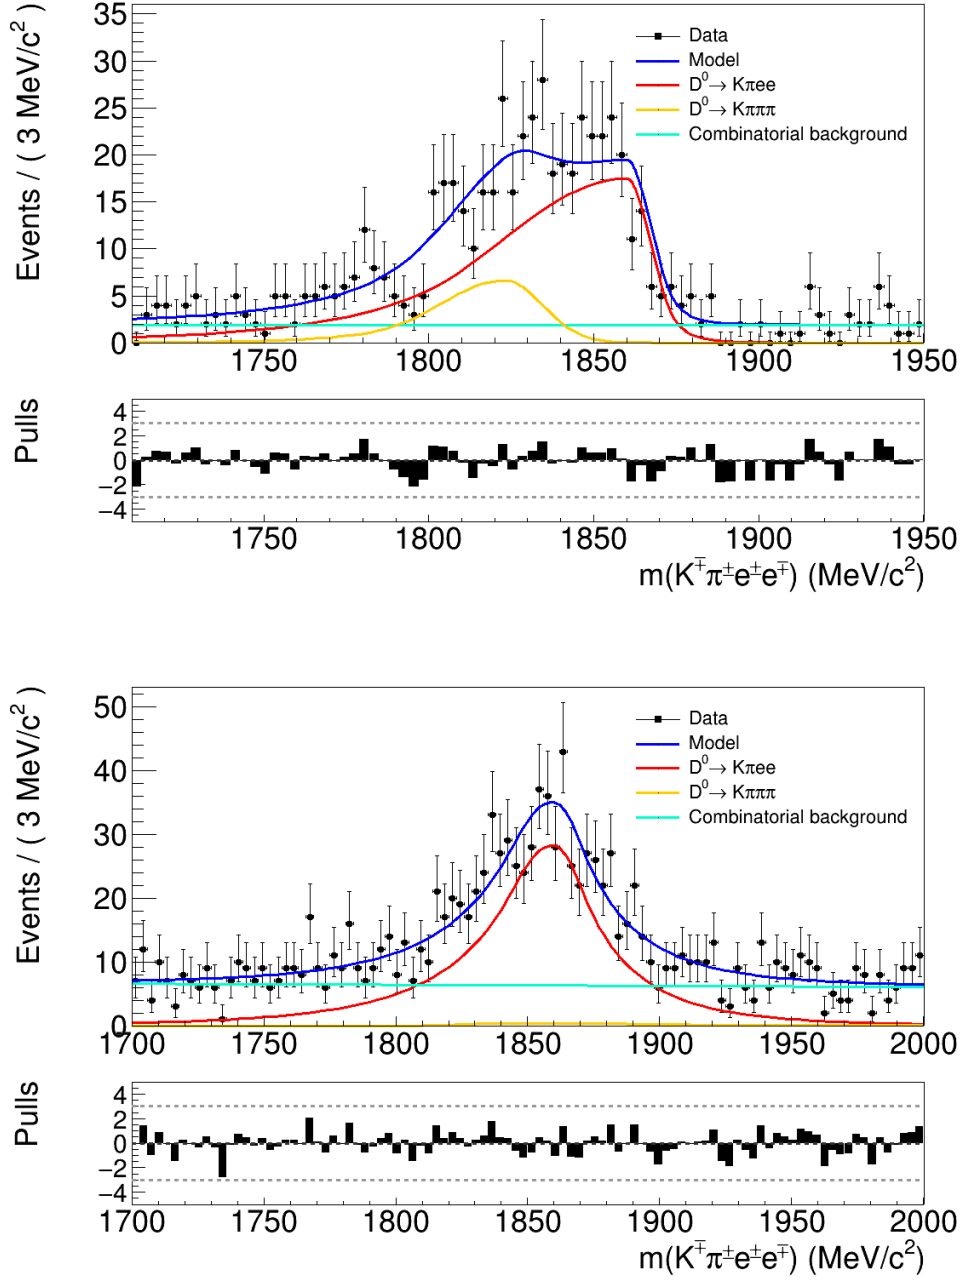 Events / ( 3 MeV/c²)
35
30
25
20
15
10
5
0
Data
Model
D⁰→ Kπee
D⁰→ Kπππ
Combinatorial background
1750 1800 1850 1900 1950
Pulls
4
2
0
−2
−4
1750 1800 1850 1900 1950
m(K∓π±e±e∓) (MeV/c²)
Events / ( 3 MeV/c²)
50
40
30
20
10
0
Data
Model
D⁰→ Kπee
D⁰→ Kπππ
Combinatorial background
1700 1750 1800 1850 1900 1950 2000
Pulls
4
2
0
−2
−4
1700 1750 1800 1850 1900 1950 2000
m(K∓π±e±e∓) (MeV/c²)